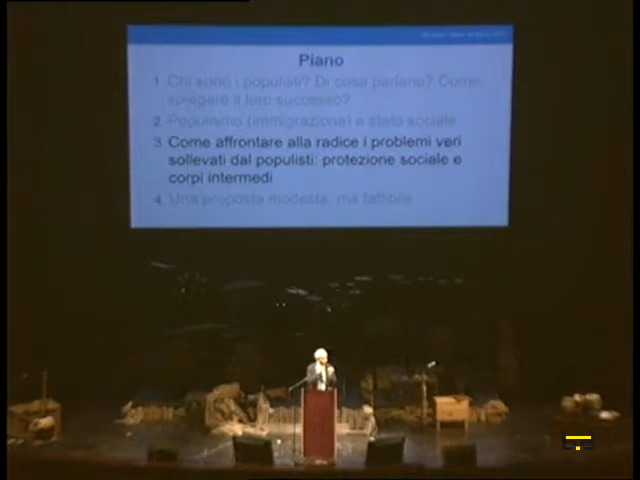 Piano
1 Chi sono i populisti? Di cosa parlano? Come
spiegare il loro successo?
2 Populismo (immigrazione) e stato sociale
3 Come affrontare alla radice i problemi veri
sollevati dal populisti: protezione sociale e
corpi intermedi
4 Una proposta modesta, ma fattibile